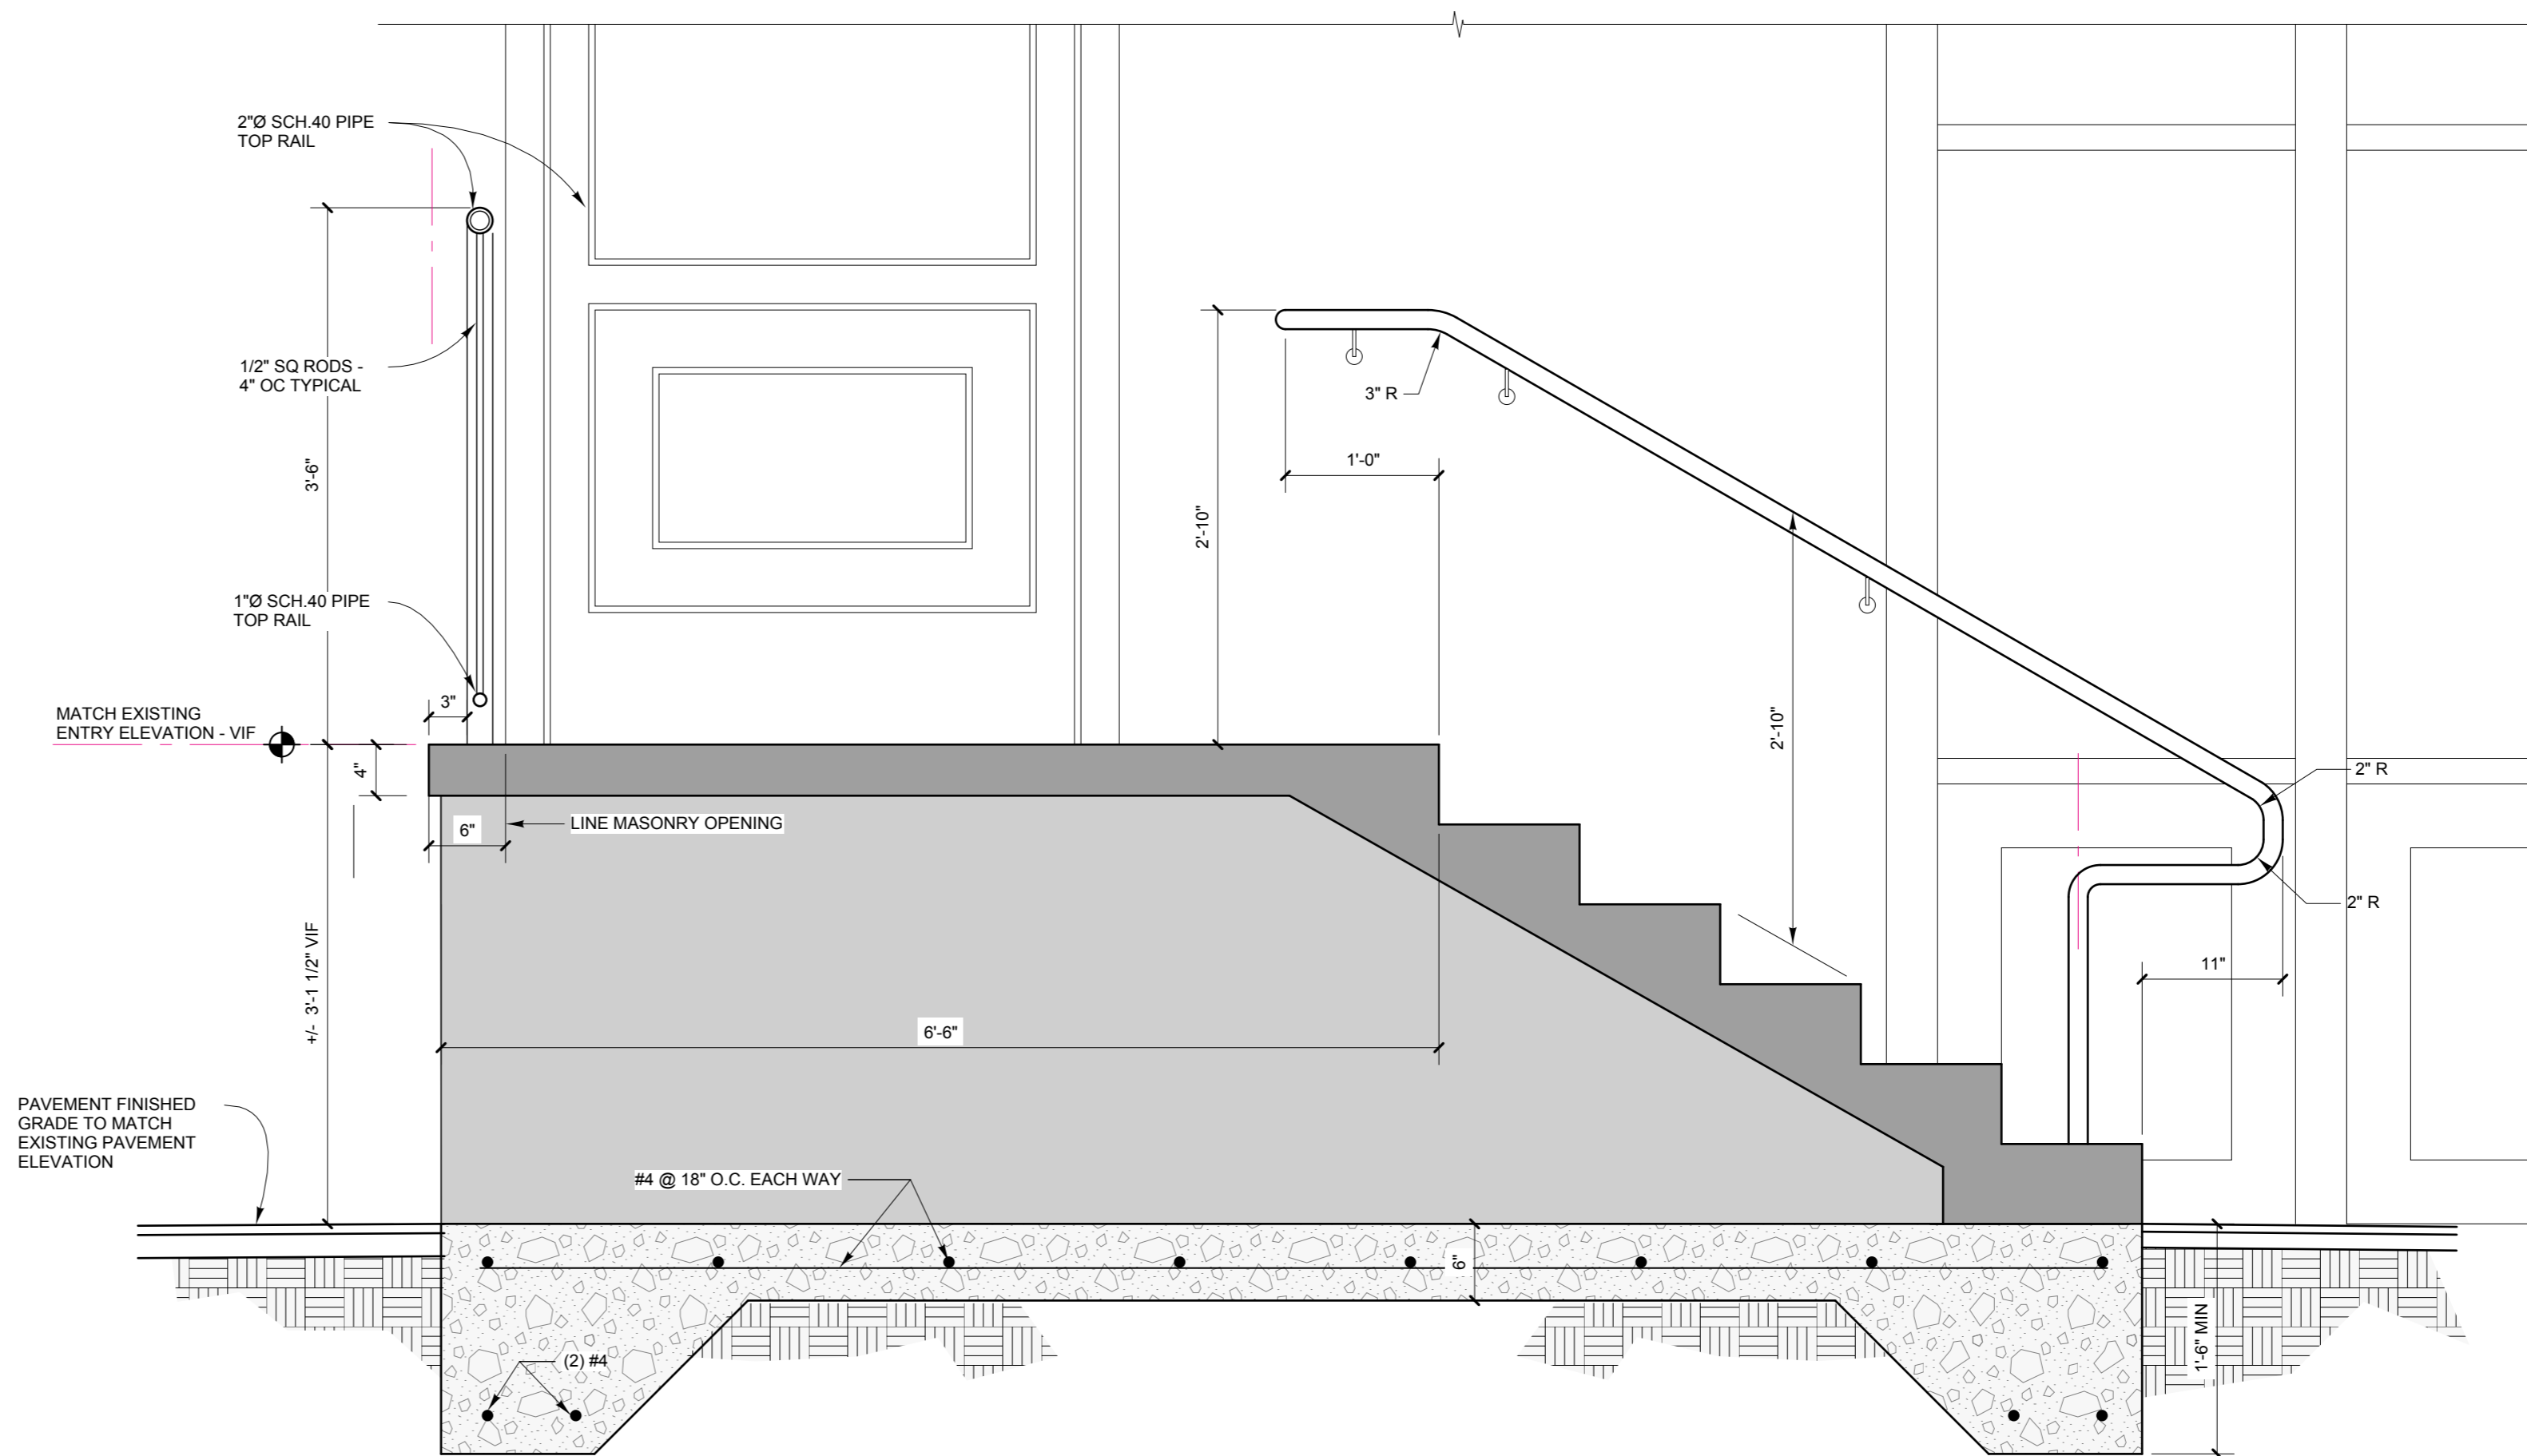 2"Ø SCH.40 PIPE
TOP RAIL
1/2" SQ RODS -
4" OC TYPICAL
3'-6"
1"Ø SCH.40 PIPE
TOP RAIL
3"
MATCH EXISTING
ENTRY ELEVATION - VIF
4"
6"
LINE MASONRY OPENING
+/- 3'-1 1/2" VIF
6'-6"
PAVEMENT FINISHED
GRADE TO MATCH
EXISTING PAVEMENT
ELEVATION
#4 @ 18" O.C. EACH WAY
(2) #4
6"
3" R
1'-0"
2'-10"
2'-10"
2" R
2" R
11"
1'-6" MIN